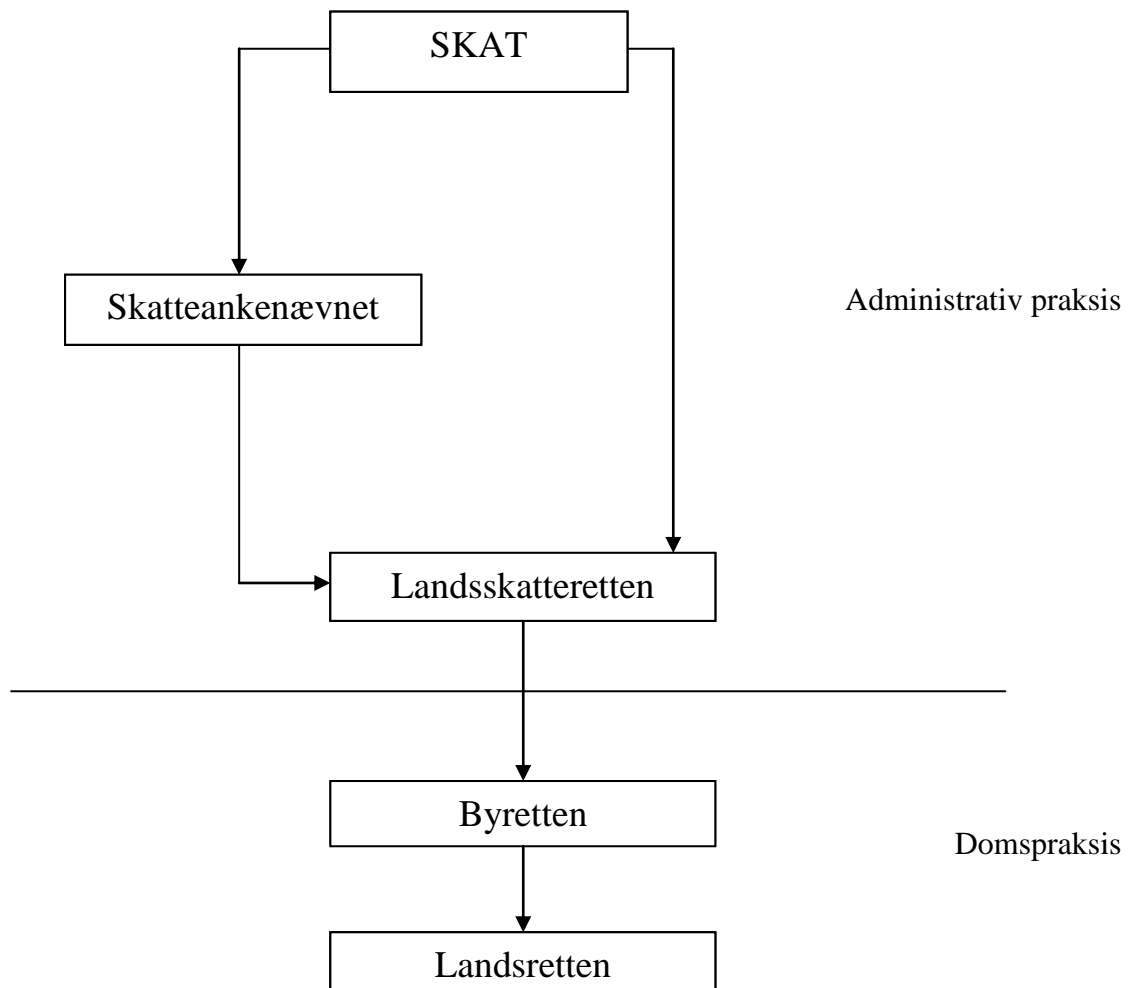 SKAT
Skatteankenævnet
Administrativ praksis
Landsskatteretten
Byretten
Domspraksis
Landsretten